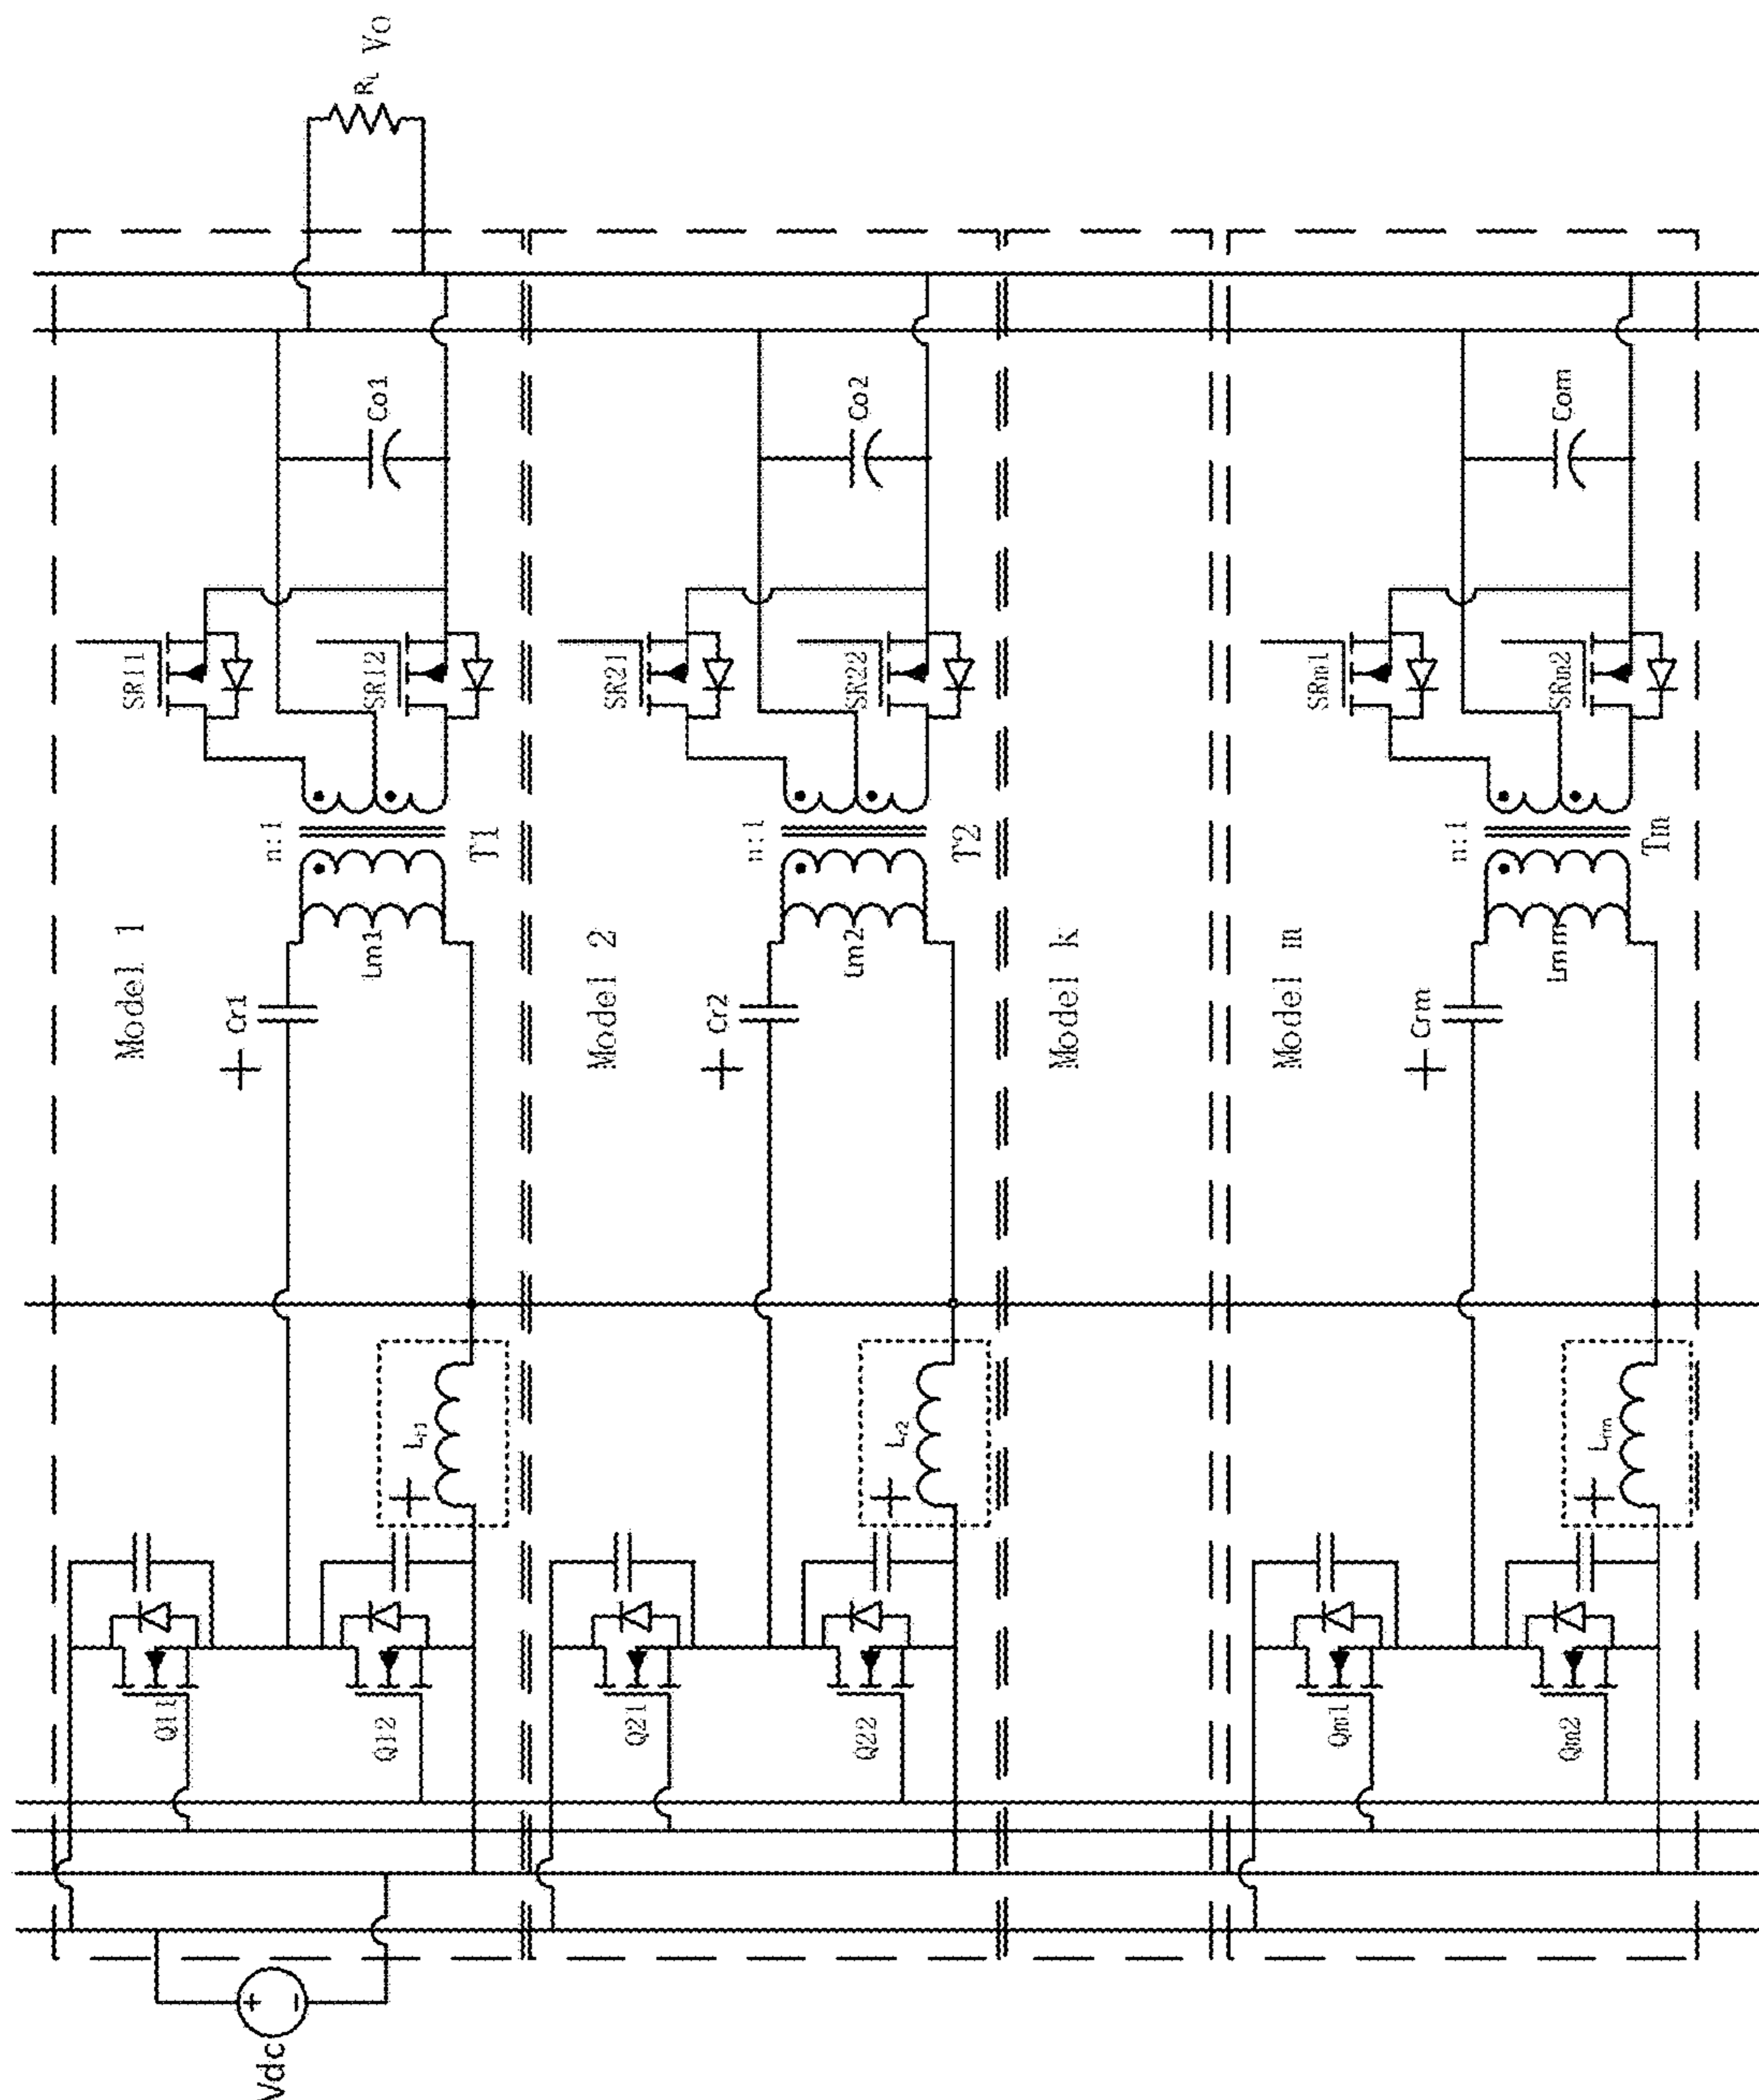 Vdc
+
−
Model 1
Q11
Q12
Lr1
+
+
Cr1
Lm1
n:1
T1
SR11
SR12
Co1
RL
Vo
Model 2
Q21
Q22
Lr2
+
+
Cr2
Lm2
n:1
T2
SR21
SR22
Co2
Model k
Model m
Qm1
Qm2
Lrm
+
+
Crm
Lmm
n:1
Tm
SRm1
SRm2
Com